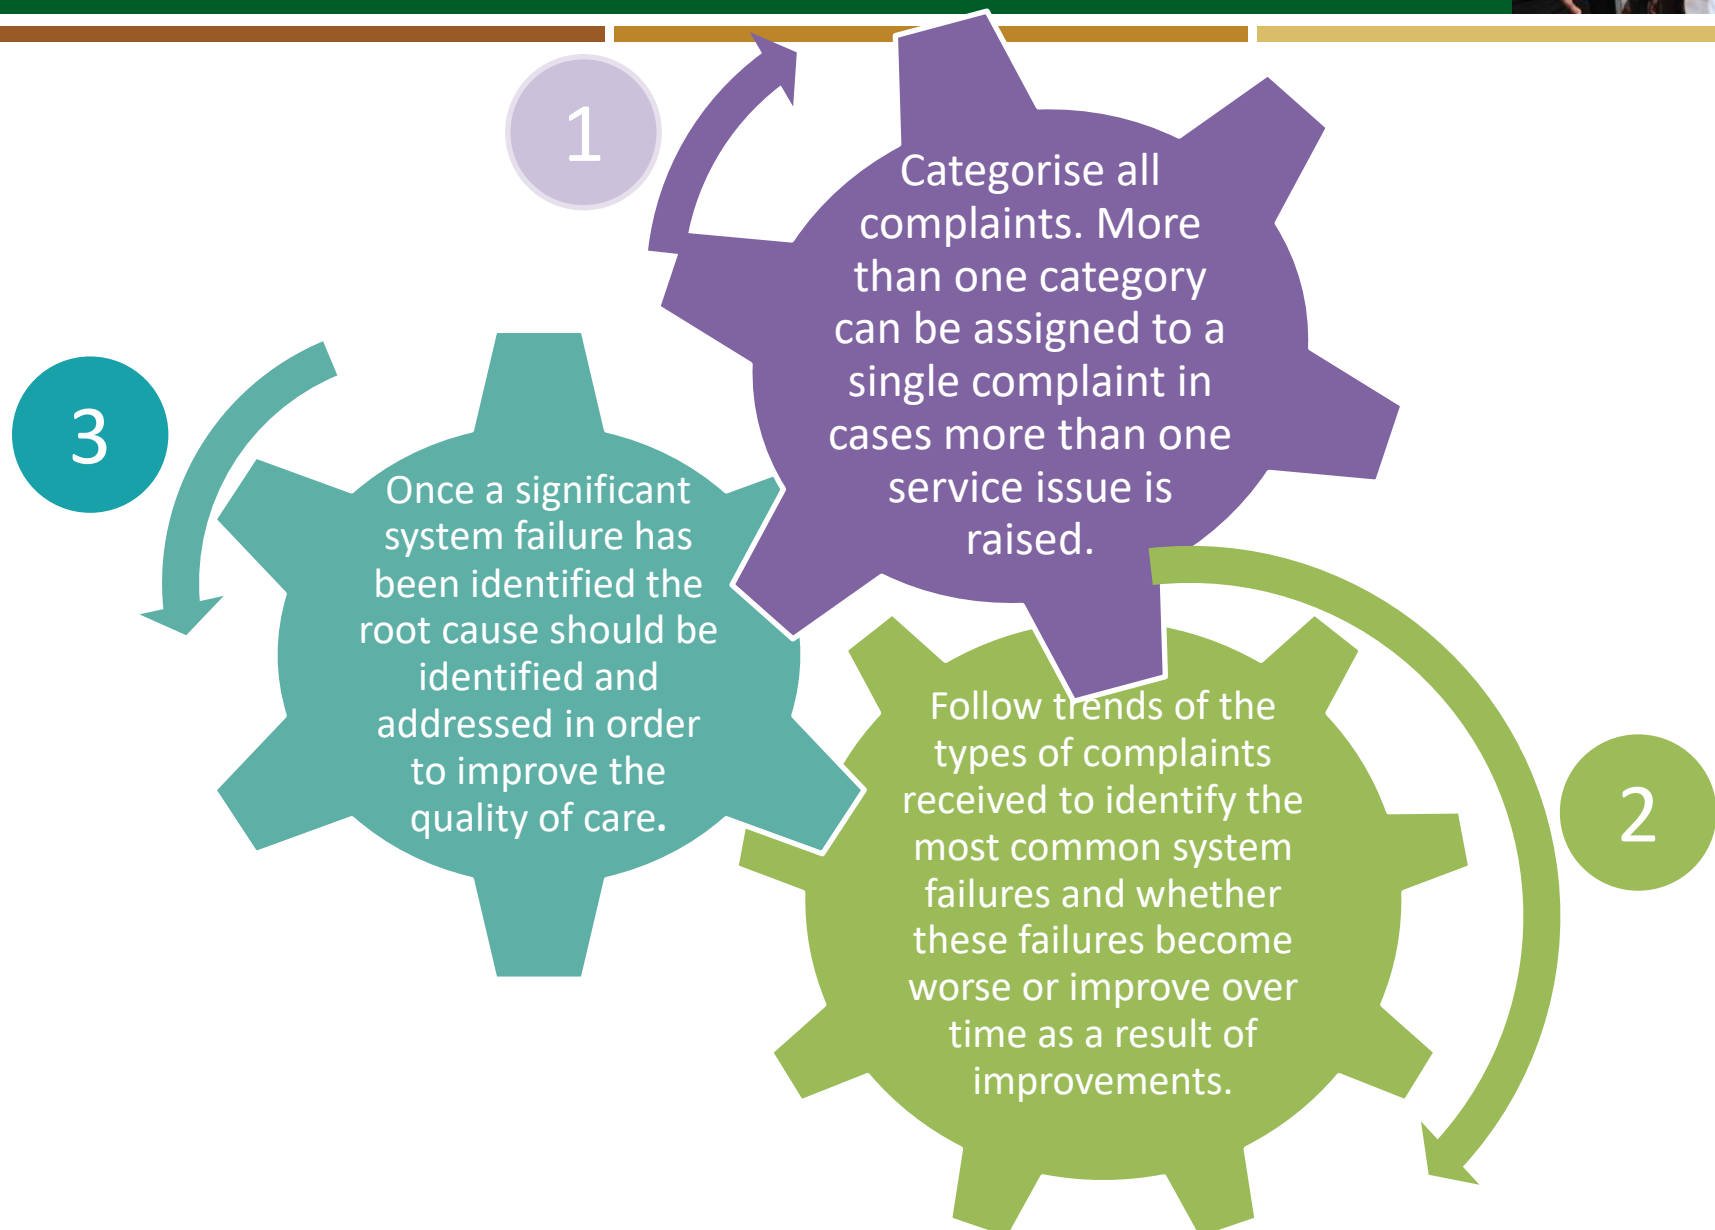 1
Categorise all
complaints. More
than one category
can be assigned to a
single complaint in
cases more than one
service issue is
raised.
2
Follow trends of the
types of complaints
received to identify the
most common system
failures and whether
these failures become
worse or improve over
time as a result of
improvements.
3
Once a significant
system failure has
been identified the
root cause should be
identified and
addressed in order
to improve the
quality of care.